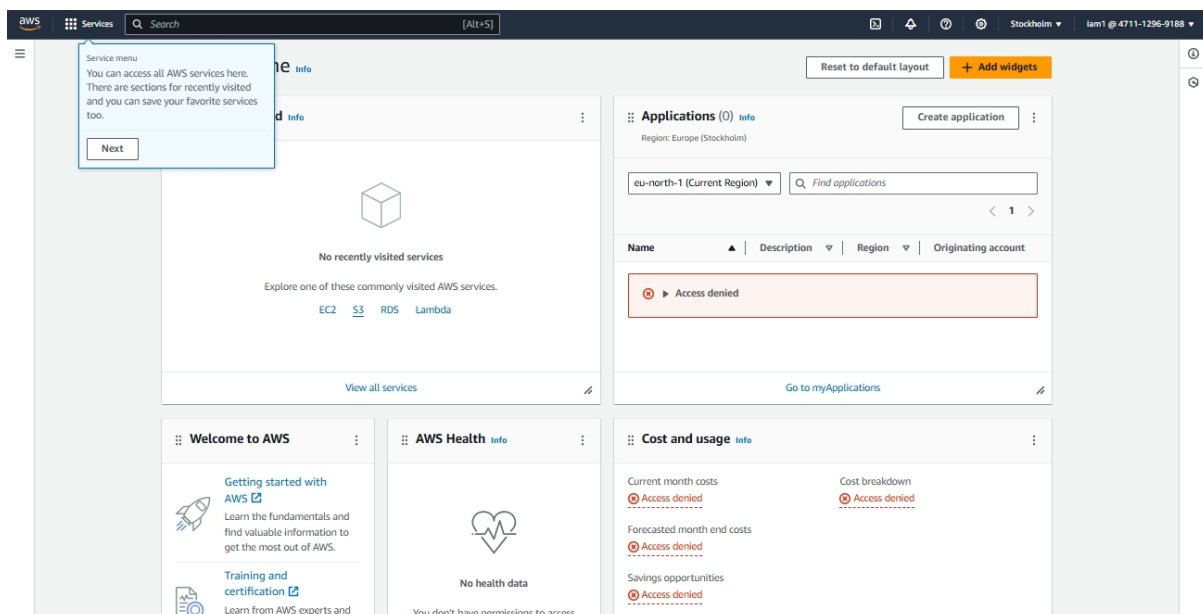 aws
Services
Search [Alt+S]
Stockholm ▼
iam1 @ 4711-1296-9188 ▼
Service menu
You can access all AWS services here.
There are sections for recently visited
and you can save your favorite services
too.
Next
Info
Reset to default layout
+ Add widgets
Info
Applications (0) Info
Region: Europe (Stockholm)
Create application
eu-north-1 (Current Region) ▼
Find applications
1
Name
Description
Region
Originating account
Access denied
No recently visited services
Explore one of these commonly visited AWS services.
EC2 S3 RDS Lambda
View all services
Go to myApplications
Welcome to AWS
Getting started with
AWS
Learn the fundamentals and
find valuable information to
get the most out of AWS.
Training and
certification
Learn from AWS experts and
AWS Health Info
No health data
You don't have permissions to access
Cost and usage Info
Current month costs
Access denied
Cost breakdown
Access denied
Forecasted month end costs
Access denied
Savings opportunities
Access denied